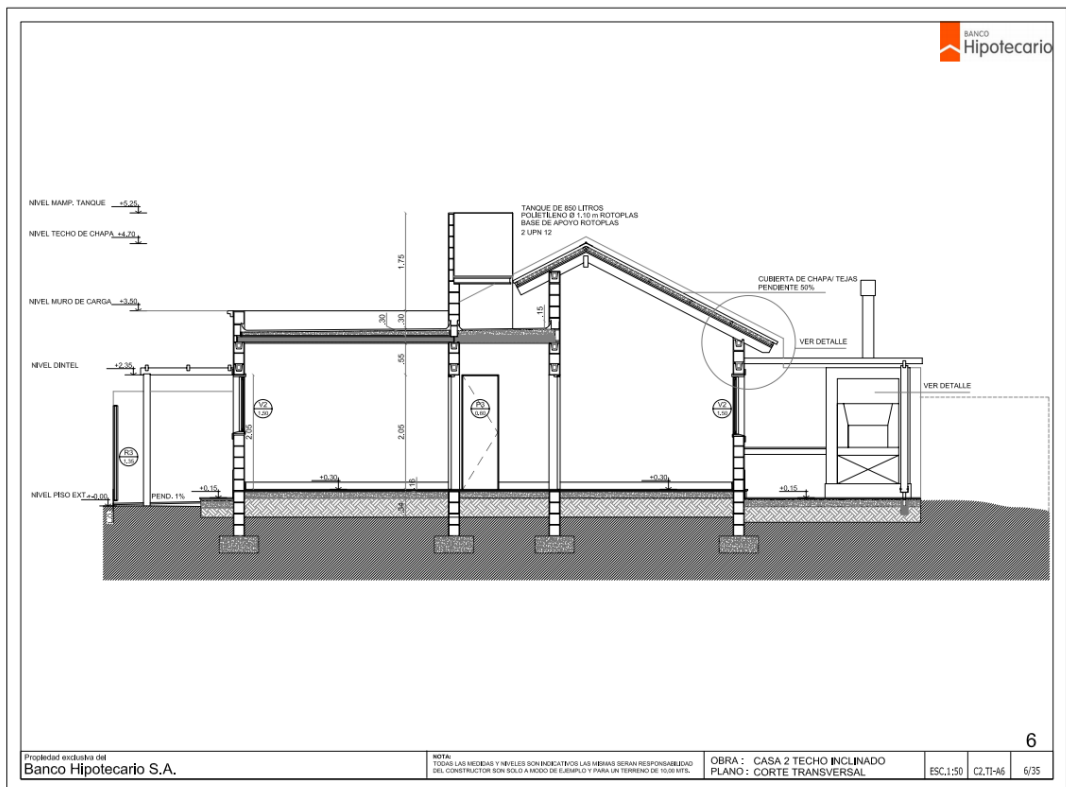 BANCO
Hipotecario
NIVEL MAMP. TANQUE +5,25
TANQUE DE 850 LITROS
POLIETILENO Ø 1,10 m ROTOPLAS
BASE DE APOYO ROTOPLAS
2 UPN 12
NIVEL TECHO DE CHAPA +4,70
1,75
CUBIERTA DE CHAPA/ TEJAS
PENDIENTE 50%
NIVEL MURO DE CARGA +3,50
.30
.30
.15
VER DETALLE
.55
NIVEL DINTEL +2,35
VER DETALLE
V2
1,50
P3
0,80
V2
1,50
2,05
2,05
R3
+0,30
+0,30
+0,15
+0,15
NIVEL PISO EXT. +-0,00
PEND. 1%
.34
6
Propiedad exclusiva del
Banco Hipotecario S.A.
NOTA:
TODAS LAS MEDIDAS Y NIVELES SON INDICATIVOS LAS MISMAS SERAN RESPONSABILIDAD
DEL CONSTRUCTOR SON SOLO A MODO DE EJEMPLO Y PARA UN TERRENO DE 10,00 MTS.
OBRA : CASA 2 TECHO INCLINADO
PLANO : CORTE TRANSVERSAL
ESC.1:50
C2.TI-A6
6/35